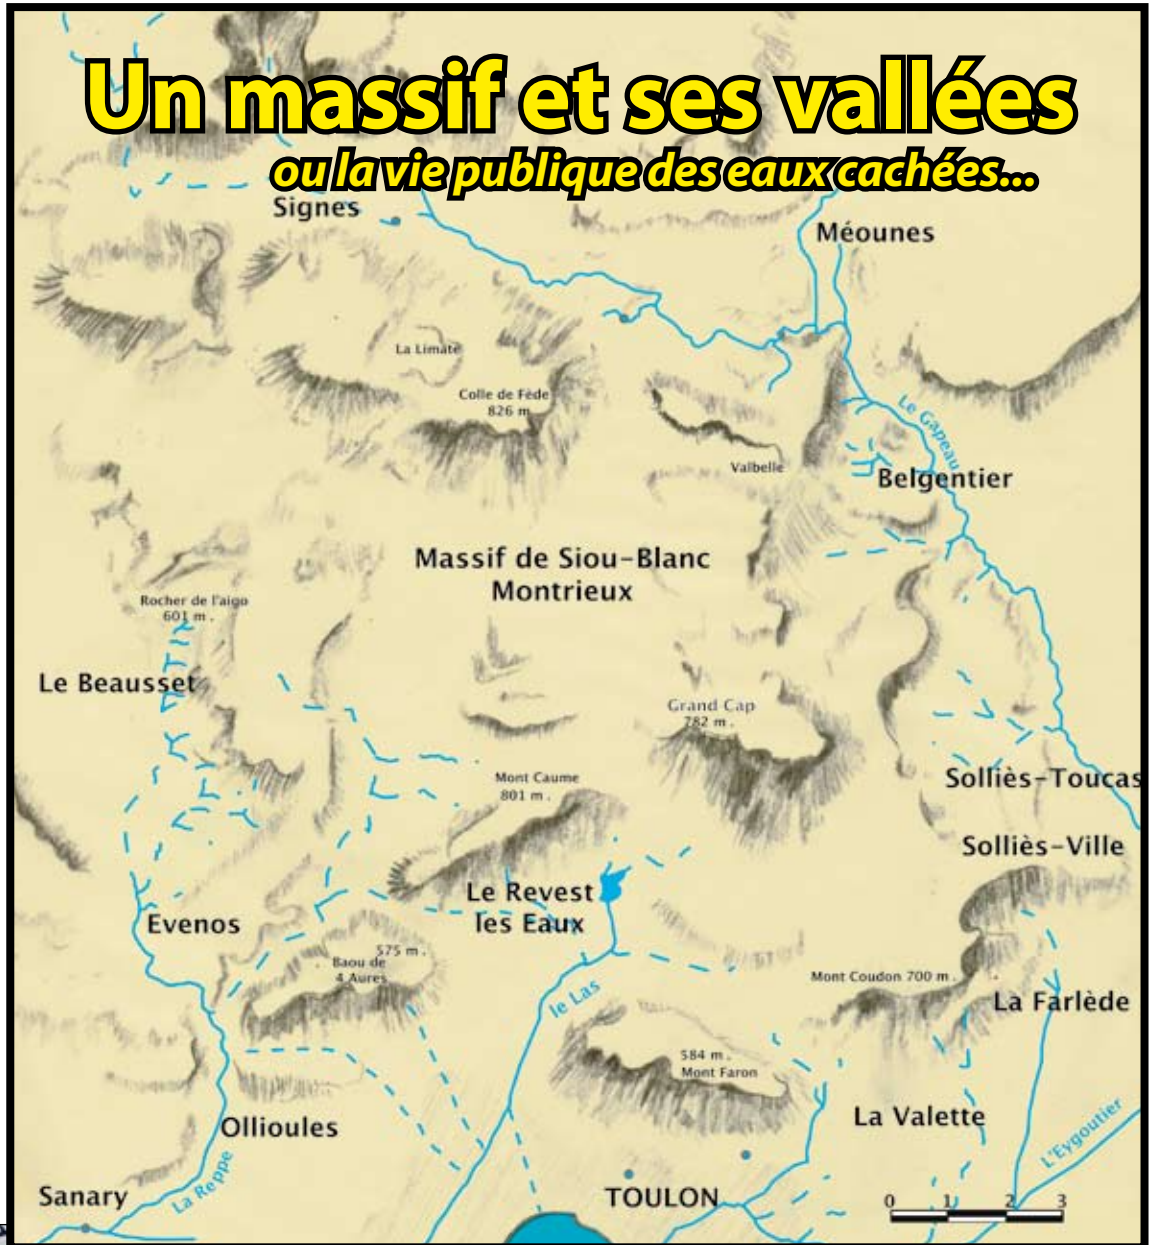 Un massif et ses vallées
ou la vie publique des eaux cachées...
Signes
Méounes
La Limate
Colle de Fède
826 m
Le Gapeau
Valbelle
Belgentier
Massif de Siou-Blanc
Montrieux
Rocher de l'aigo
601 m.
Le Beausset
Grand Cap
782 m.
Mont Caume
801 m.
Solliès-Toucas
Solliès-Ville
Le Revest
les Eaux
Evenos
575 m.
Baou de
4 Aures
Mont Coudon 700 m.
le Las
La Farlède
584 m.
Mont Faron
La Valette
Ollioules
L'Eygoutier
La Reppe
Sanary
TOULON
0 1 2 3